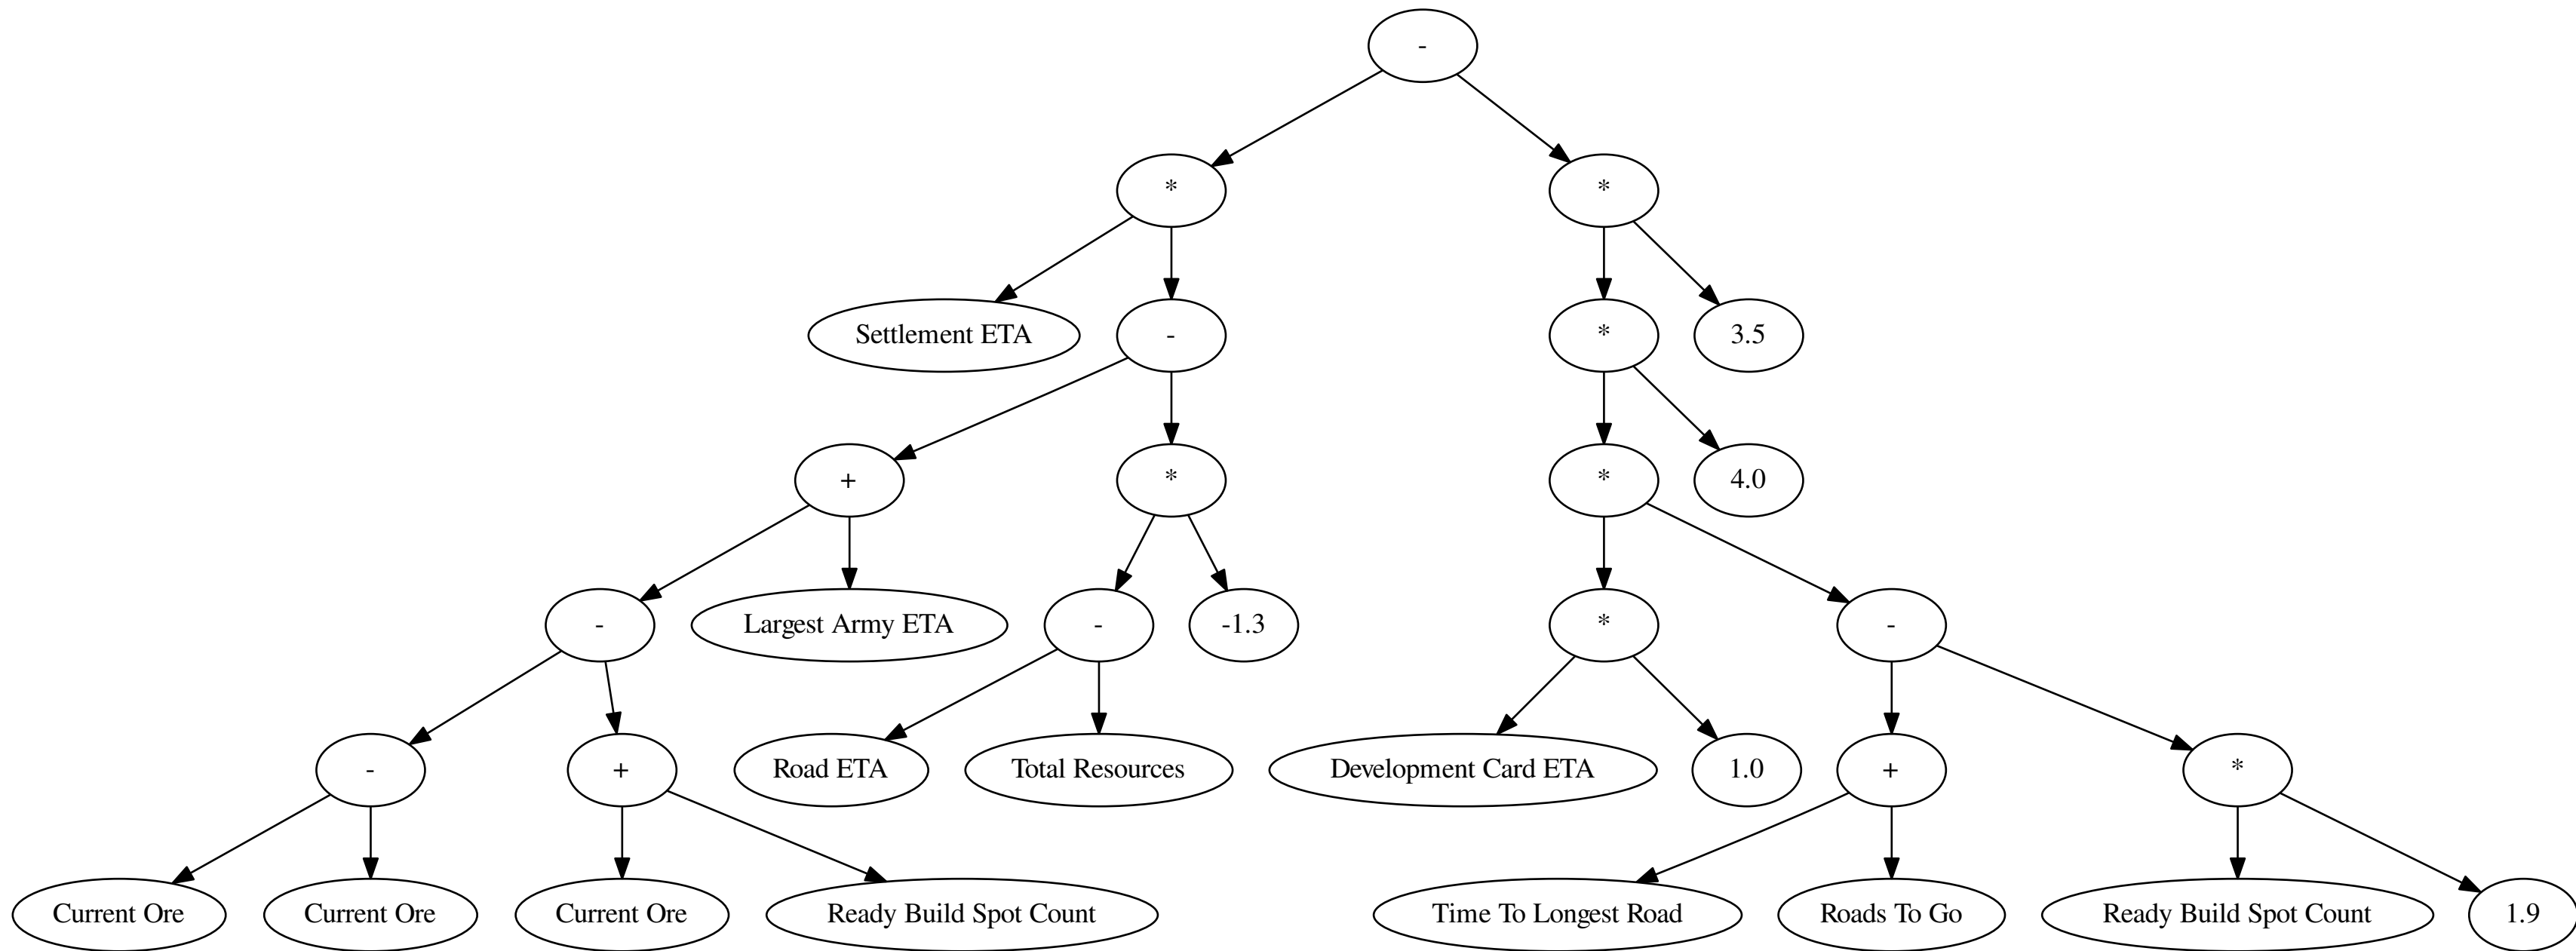 -
*
*
Settlement ETA
-
*
3.5
+
*
*
4.0
-
Largest Army ETA
-
-1.3
*
-
-
+
Road ETA
Total Resources
Development Card ETA
1.0
+
*
Current Ore
Current Ore
Current Ore
Ready Build Spot Count
Time To Longest Road
Roads To Go
Ready Build Spot Count
1.9